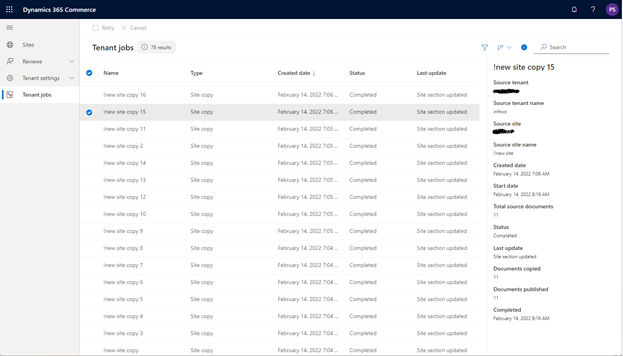 Dynamics 365 Commerce
?
PS
Retry
Cancel
Sites
Reviews
Tenant settings
Tenant jobs
Tenant jobs
78 results
Search
Name Type Created date ↓ Status Last update
!new site copy 16 Site copy February 14, 2022 7:06 ... Completed Site section updated
!new site copy 15 Site copy February 14, 2022 7:06 ... Completed Site section updated
!new site copy 11 Site copy February 14, 2022 7:05 ... Completed Site section updated
!new site copy 2 Site copy February 14, 2022 7:05 ... Completed Site section updated
!new site copy 14 Site copy February 14, 2022 7:05 ... Completed Site section updated
!new site copy 13 Site copy February 14, 2022 7:05 ... Completed Site section updated
!new site copy 12 Site copy February 14, 2022 7:05 ... Completed Site section updated
!new site copy 10 Site copy February 14, 2022 7:05 ... Completed Site section updated
!new site copy 9 Site copy February 14, 2022 7:05 ... Completed Site section updated
!new site copy 8 Site copy February 14, 2022 7:04 ... Completed Site section updated
!new site copy 7 Site copy February 14, 2022 7:04 ... Completed Site section updated
!new site copy 6 Site copy February 14, 2022 7:04 ... Completed Site section updated
!new site copy 5 Site copy February 14, 2022 7:04 ... Completed Site section updated
!new site copy 4 Site copy February 14, 2022 7:04 ... Completed Site section updated
!new site copy 3 Site copy February 14, 2022 7:04 ... Completed Site section updated
!new site copy Site copy February 14, 2022 7:04 ... Completed Site section updated
!new site copy 15
Source tenant
Source tenant name
Source site
Source site name
!new site
Created date
February 14, 2022 7:06 AM
Start date
February 14, 2022 8:16 AM
Total source documents
11
Status
Completed
Last update
Site section updated
Documents copied
11
Documents published
11
Completed
February 14, 2022 8:16 AM